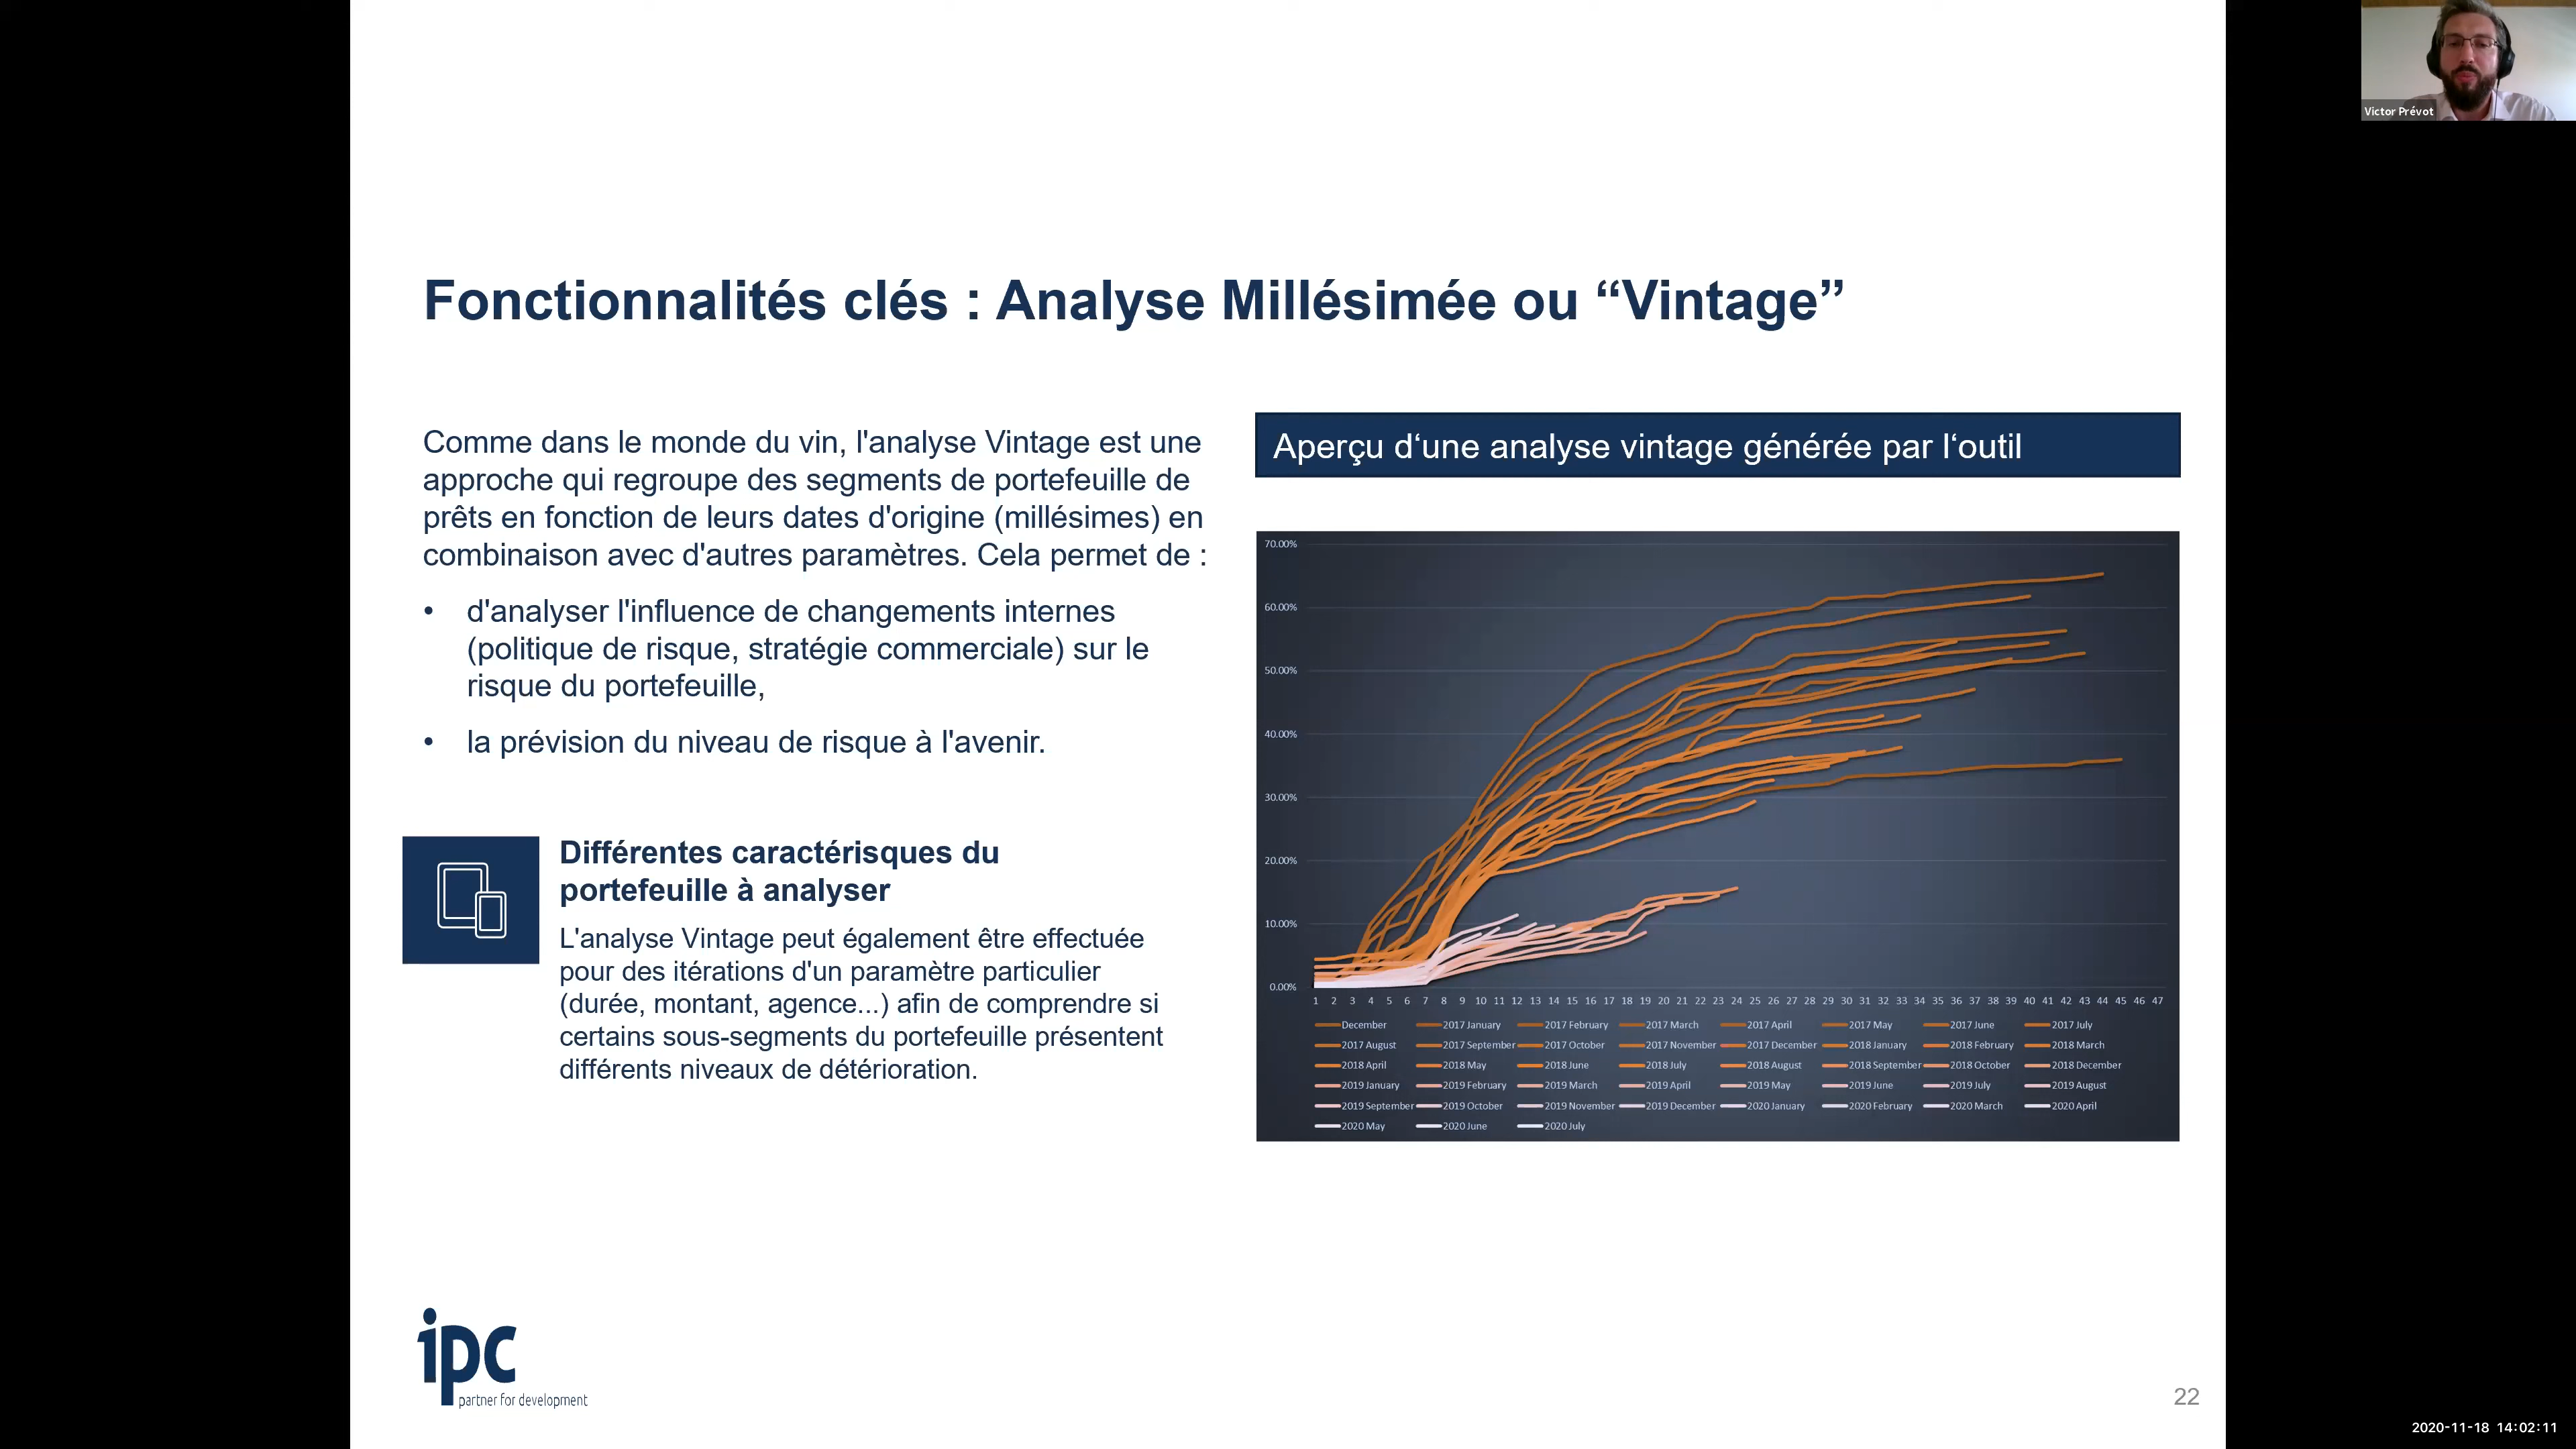 Victor Prévot
Fonctionnalités clés : Analyse Millésimée ou “Vintage”
Comme dans le monde du vin, l'analyse Vintage est une
approche qui regroupe des segments de portefeuille de
prêts en fonction de leurs dates d'origine (millésimes) en
combinaison avec d'autres paramètres. Cela permet de :
• d'analyser l'influence de changements internes
(politique de risque, stratégie commerciale) sur le
risque du portefeuille,
• la prévision du niveau de risque à l'avenir.
Différentes caractérisques du
portefeuille à analyser
L'analyse Vintage peut également être effectuée
pour des itérations d'un paramètre particulier
(durée, montant, agence...) afin de comprendre si
certains sous-segments du portefeuille présentent
différents niveaux de détérioration.
Aperçu d‘une analyse vintage générée par l‘outil
70.00%
60.00%
50.00%
40.00%
30.00%
20.00%
10.00%
0.00%
1 2 3 4 5 6 7 8 9 10 11 12 13 14 15 16 17 18 19 20 21 22 23 24 25 26 27 28 29 30 31 32 33 34 35 36 37 38 39 40 41 42 43 44 45 46 47
December 2017 January 2017 February 2017 March 2017 April 2017 May 2017 June 2017 July
2017 August 2017 September 2017 October 2017 November 2017 December 2018 January 2018 February 2018 March
2018 April 2018 May 2018 June 2018 July 2018 August 2018 September 2018 October 2018 December
2019 January 2019 February 2019 March 2019 April 2019 May 2019 June 2019 July 2019 August
2019 September 2019 October 2019 November 2019 December 2020 January 2020 February 2020 March 2020 April
2020 May 2020 June 2020 July
ipc
partner for development
22
2020-11-18 14:02:11